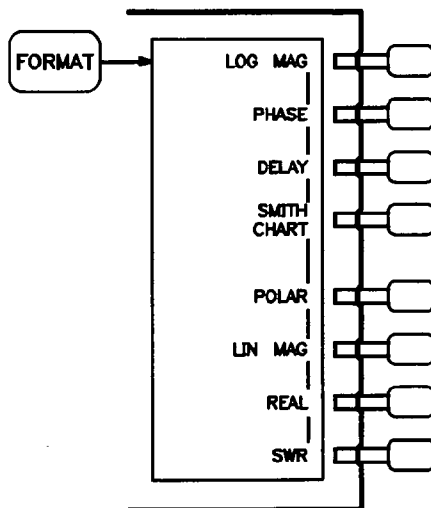 FORMAT
LOG MAG
PHASE
DELAY
SMITH
CHART
POLAR
LIN MAG
REAL
SWR